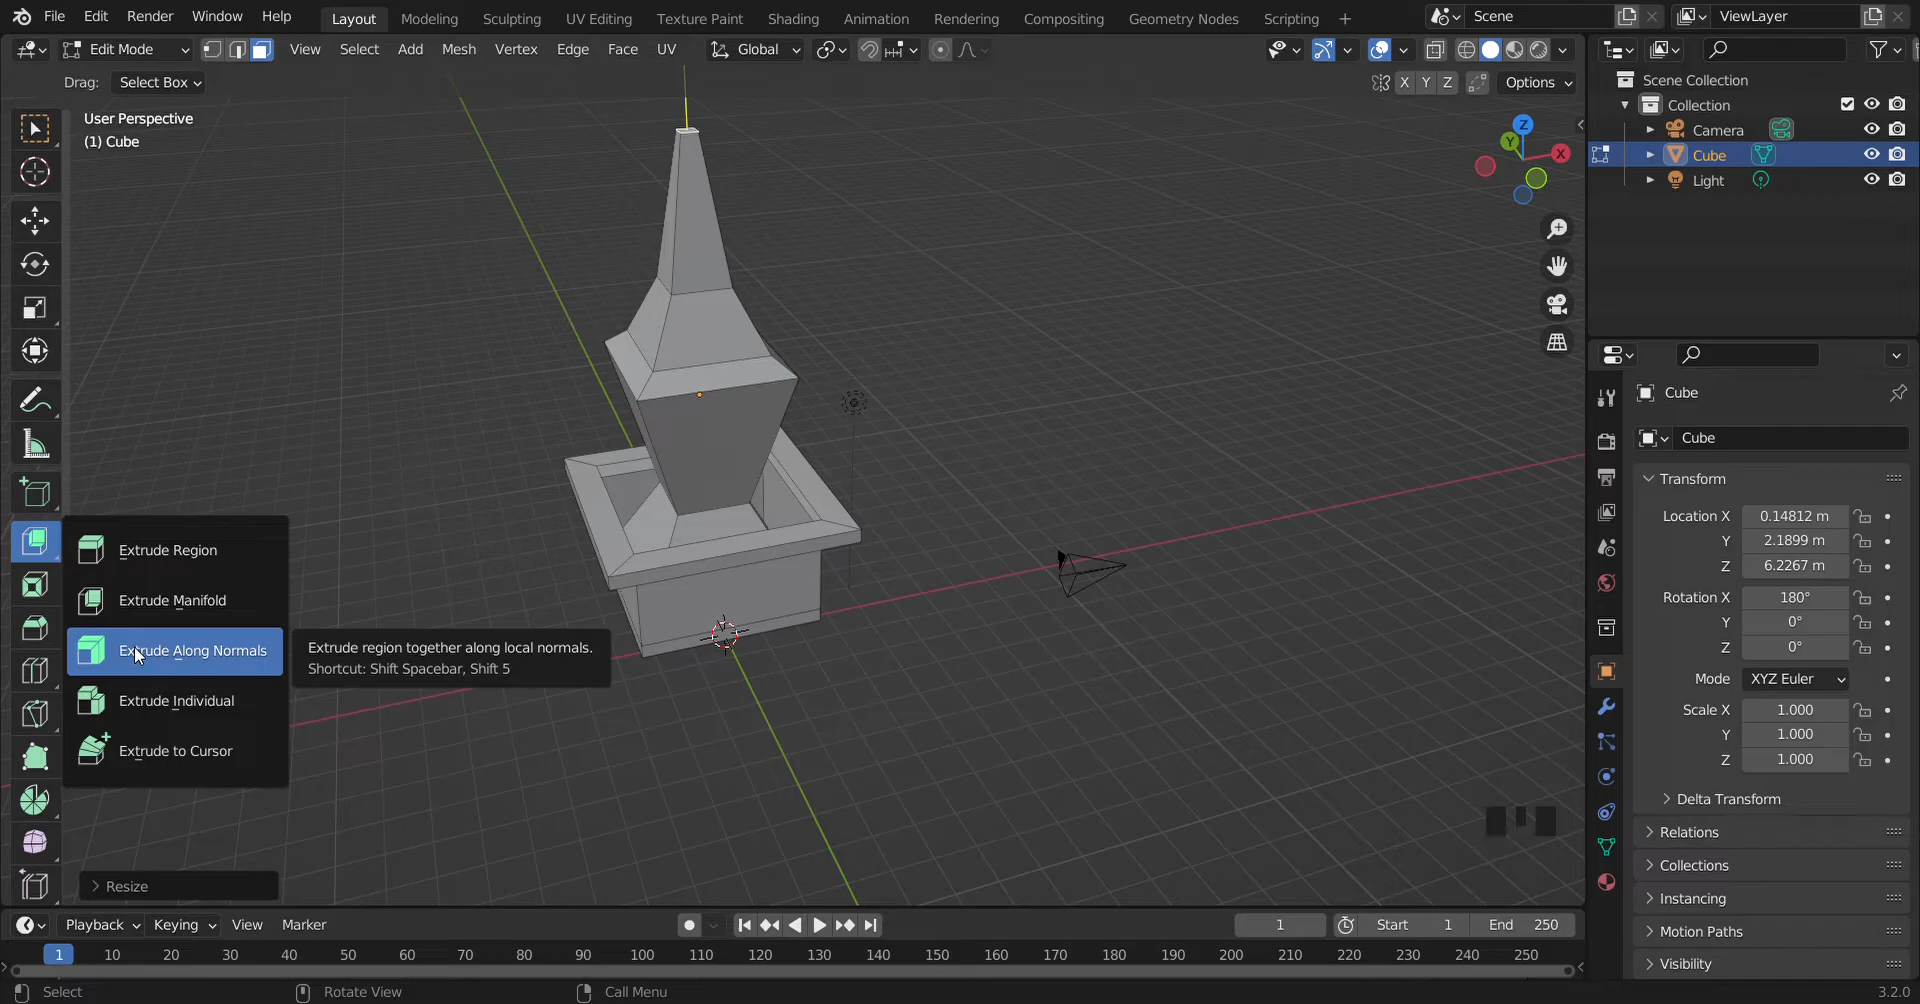 File Edit Render Window Help Layout Modeling Sculpting UV Editing Texture Paint Shading Animation Rendering Compositing Geometry Nodes Scripting + Scene ViewLayer
Edit Mode View Select Add Mesh Vertex Edge Face UV Global
Drag: Select Box X Y Z Options
User Perspective
(1) Cube
Z
Y
X
Scene Collection
Collection
Camera
Cube
Light
Cube
Cube
Transform
Location X 0.14812 m
Y 2.1899 m
Z 6.2267 m
Rotation X 180°
Y 0°
Z 0°
Mode XYZ Euler
Scale X 1.000
Y 1.000
Z 1.000
Delta Transform
Relations
Collections
Instancing
Motion Paths
Visibility
Extrude Region
Extrude Manifold
Extrude Along Normals
Extrude Individual
Extrude to Cursor
Extrude region together along local normals.
Shortcut: Shift Spacebar, Shift 5
Resize
Playback Keying View Marker 1 Start 1 End 250
1 10 20 30 40 50 60 70 80 90 100 110 120 130 140 150 160 170 180 190 200 210 220 230 240 250
Select Rotate View Call Menu 3.2.0